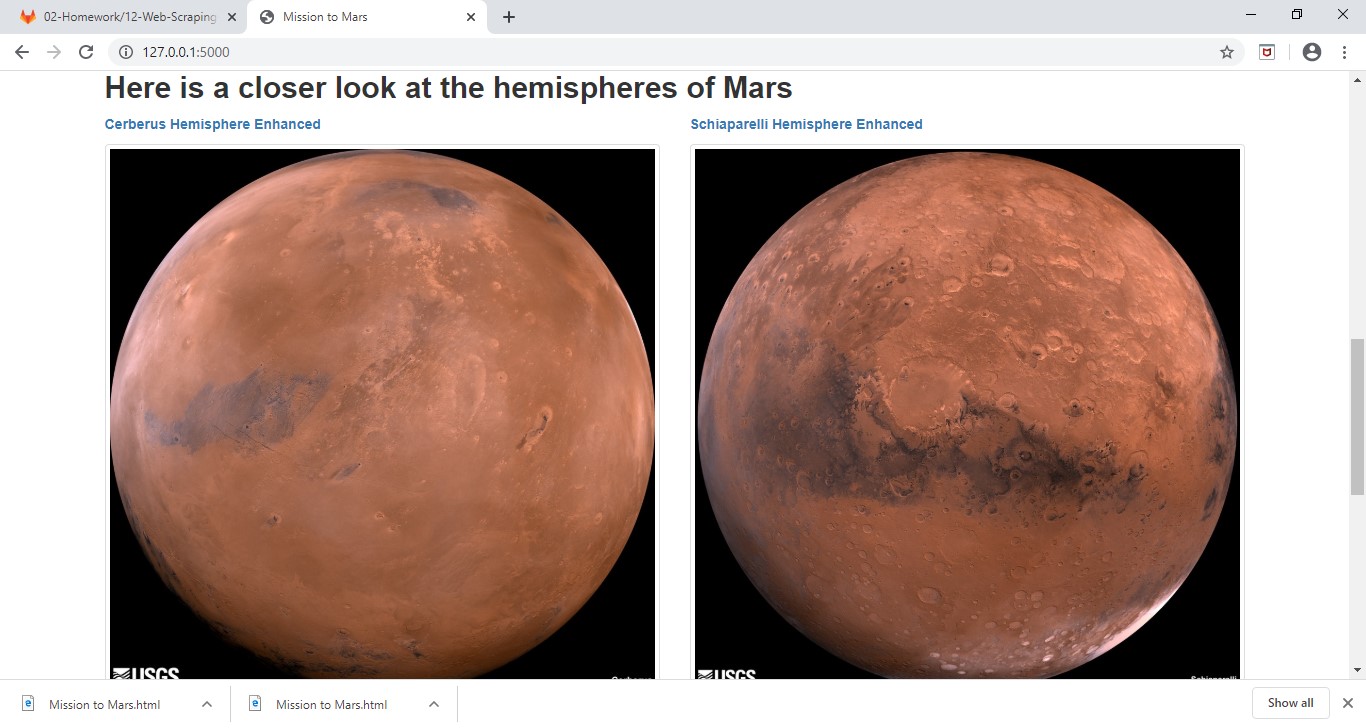 02-Homework/12-Web-Scraping
Mission to Mars
127.0.0.1:5000
Here is a closer look at the hemispheres of Mars
Cerberus Hemisphere Enhanced
Schiaparelli Hemisphere Enhanced
USGS
Cerberus
USGS
Schiaparelli
Mission to Mars.html
Mission to Mars.html
Show all